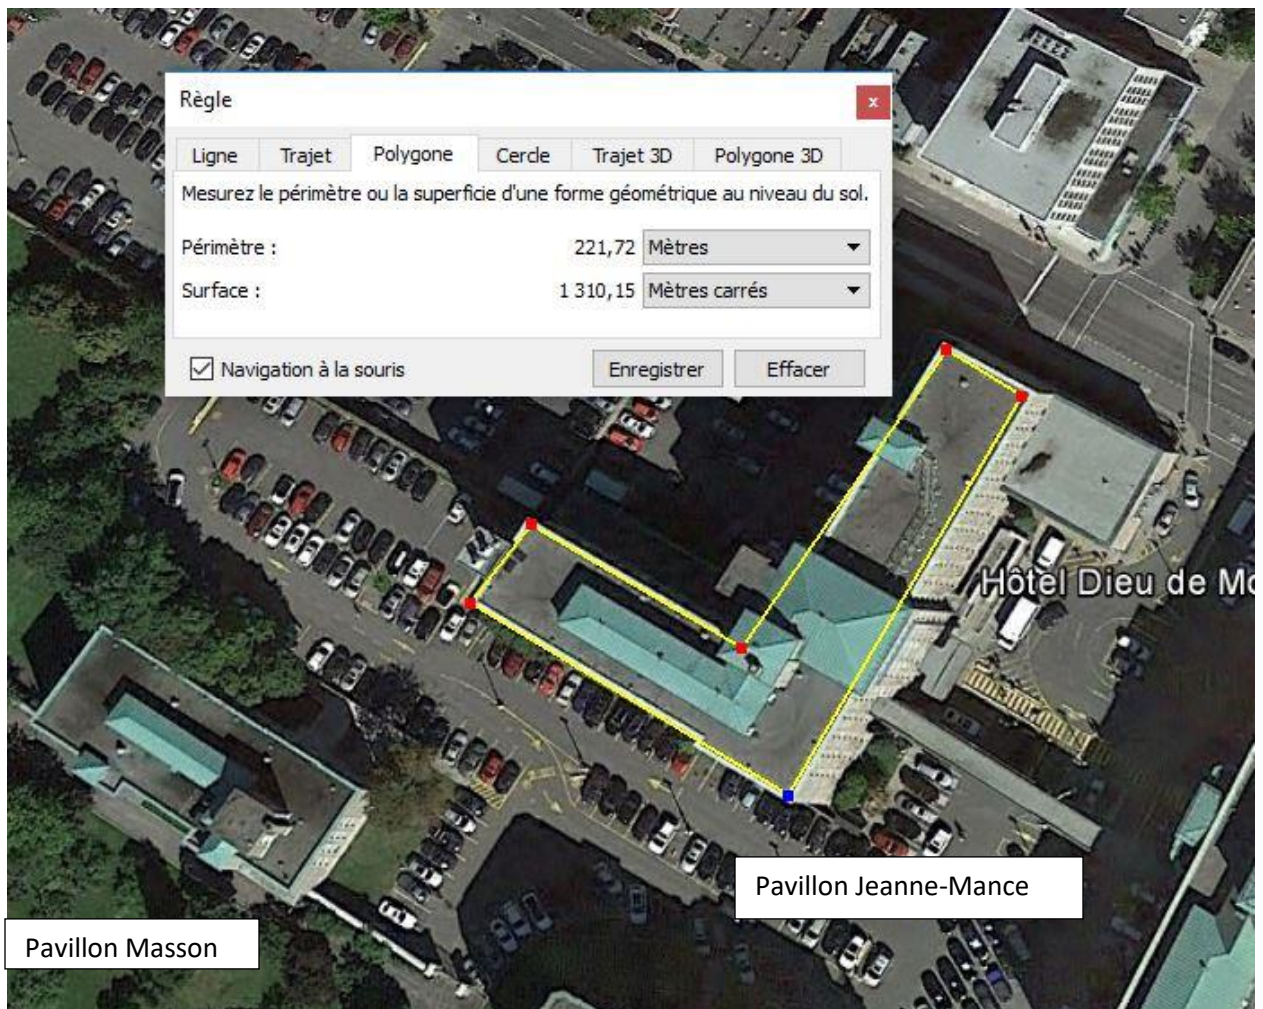 Règle
x
Ligne Trajet Polygone Cercle Trajet 3D Polygone 3D
Mesurez le périmètre ou la superficie d'une forme géométrique au niveau du sol.
Périmètre : 221,72 Mètres
Surface : 1 310,15 Mètres carrés
Navigation à la souris Enregistrer Effacer
Hôtel Dieu de Mo
Pavillon Jeanne-Mance
Pavillon Masson